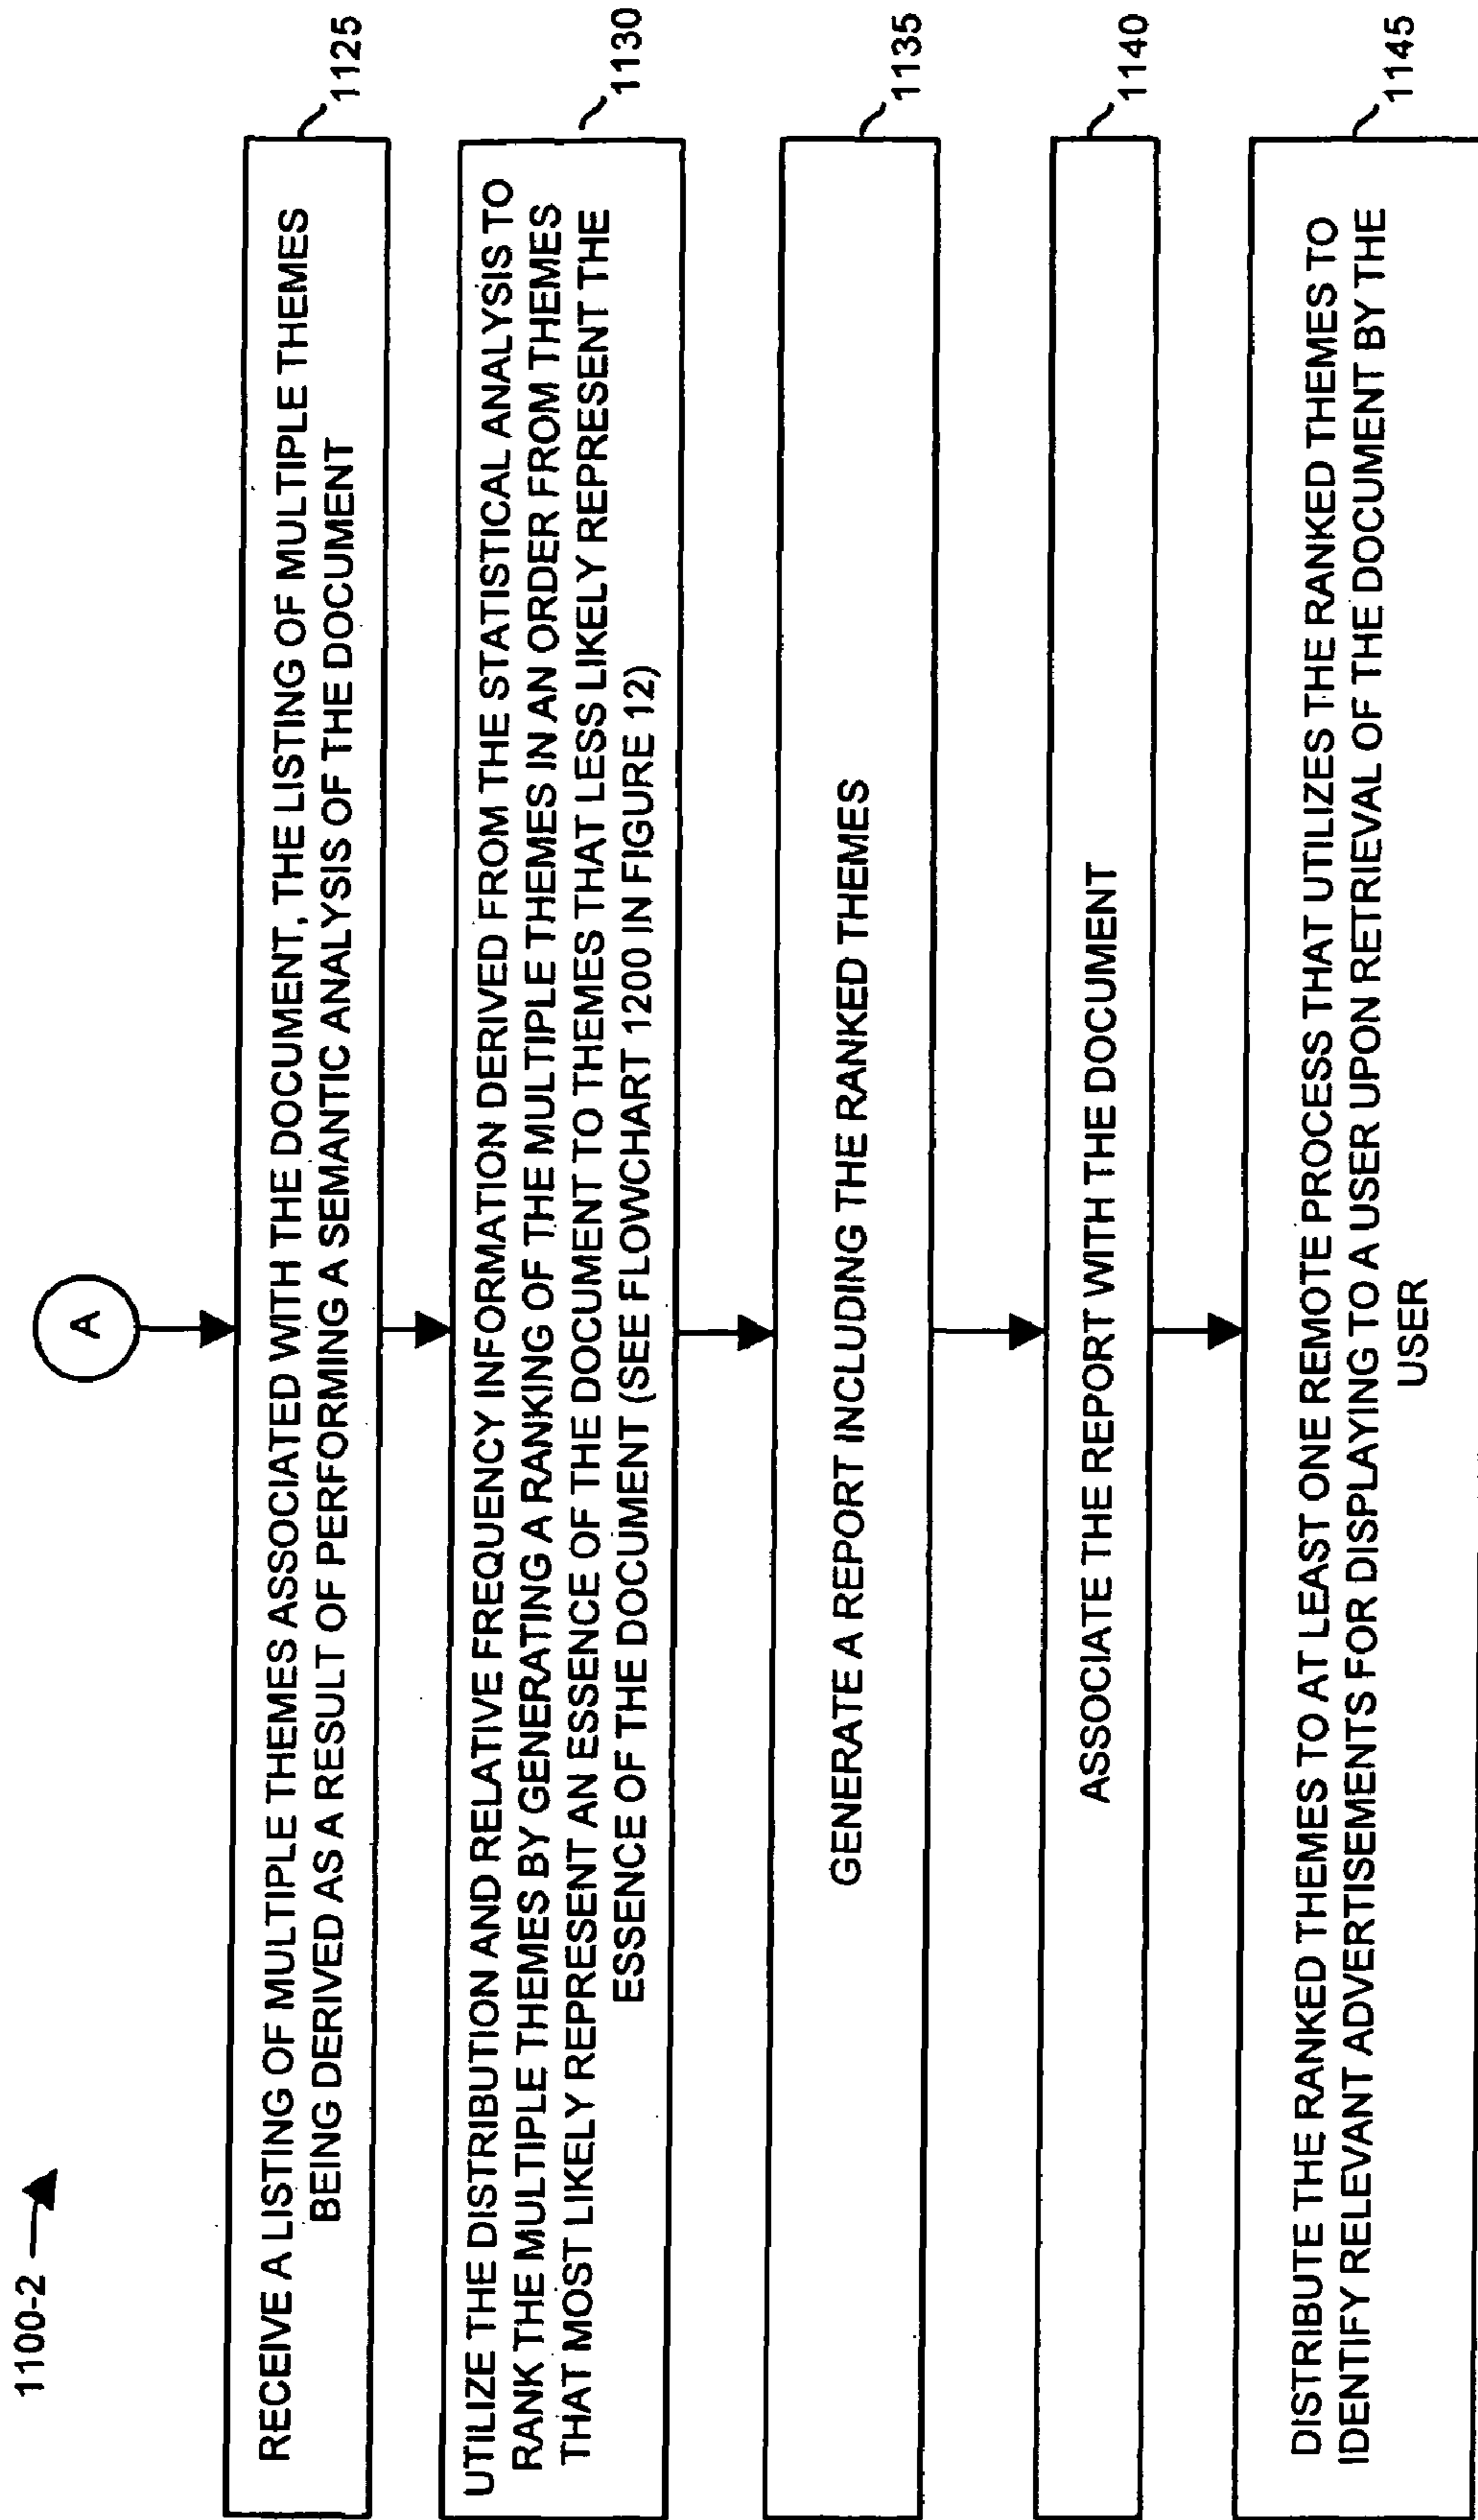 1100-2
A
RECEIVE A LISTING OF MULTIPLE THEMES ASSOCIATED WITH THE DOCUMENT, THE LISTING OF MULTIPLE THEMES
BEING DERIVED AS A RESULT OF PERFORMING A SEMANTIC ANALYSIS OF THE DOCUMENT
1125
UTILIZE THE DISTRIBUTION AND RELATIVE FREQUENCY INFORMATION DERIVED FROM THE STATISTICAL ANALYSIS TO
RANK THE MULTIPLE THEMES BY GENERATING A RANKING OF THE MULTIPLE THEMES IN AN ORDER FROM THEMES
THAT MOST LIKELY REPRESENT AN ESSENCE OF THE DOCUMENT TO THEMES THAT LESS LIKELY REPRESENT THE
ESSENCE OF THE DOCUMENT (SEE FLOWCHART 1200 IN FIGURE 12)
1130
GENERATE A REPORT INCLUDING THE RANKED THEMES
1135
ASSOCIATE THE REPORT WITH THE DOCUMENT
1140
DISTRIBUTE THE RANKED THEMES TO AT LEAST ONE REMOTE PROCESS THAT UTILIZES THE RANKED THEMES TO
IDENTIFY RELEVANT ADVERTISEMENTS FOR DISPLAYING TO A USER UPON RETRIEVAL OF THE DOCUMENT BY THE
USER
1145